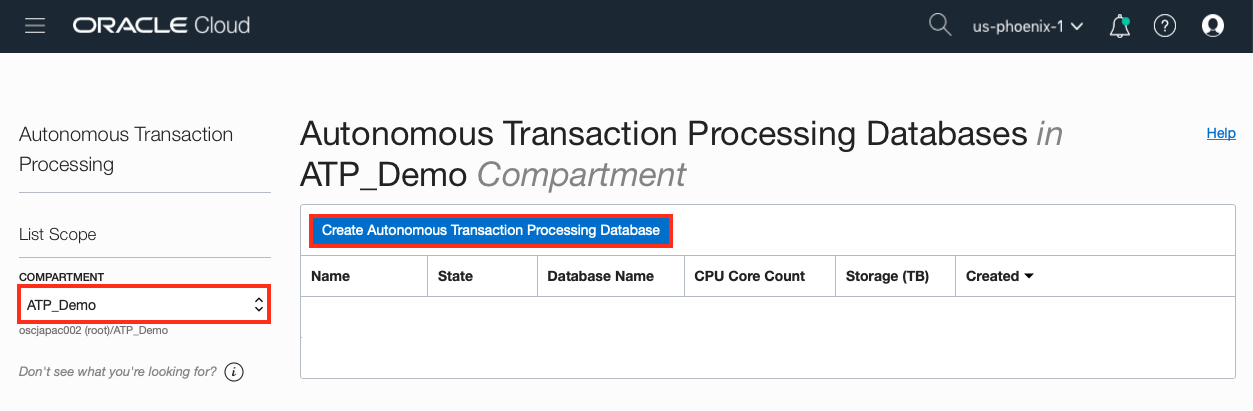 ORACLE Cloud
us-phoenix-1
Autonomous Transaction
Processing
List Scope
COMPARTMENT
ATP_Demo
oscjapac002 (root)/ATP_Demo
Don't see what you're looking for?
Autonomous Transaction Processing Databases in
ATP_Demo Compartment
Help
Create Autonomous Transaction Processing Database
Name State Database Name CPU Core Count Storage (TB) Created